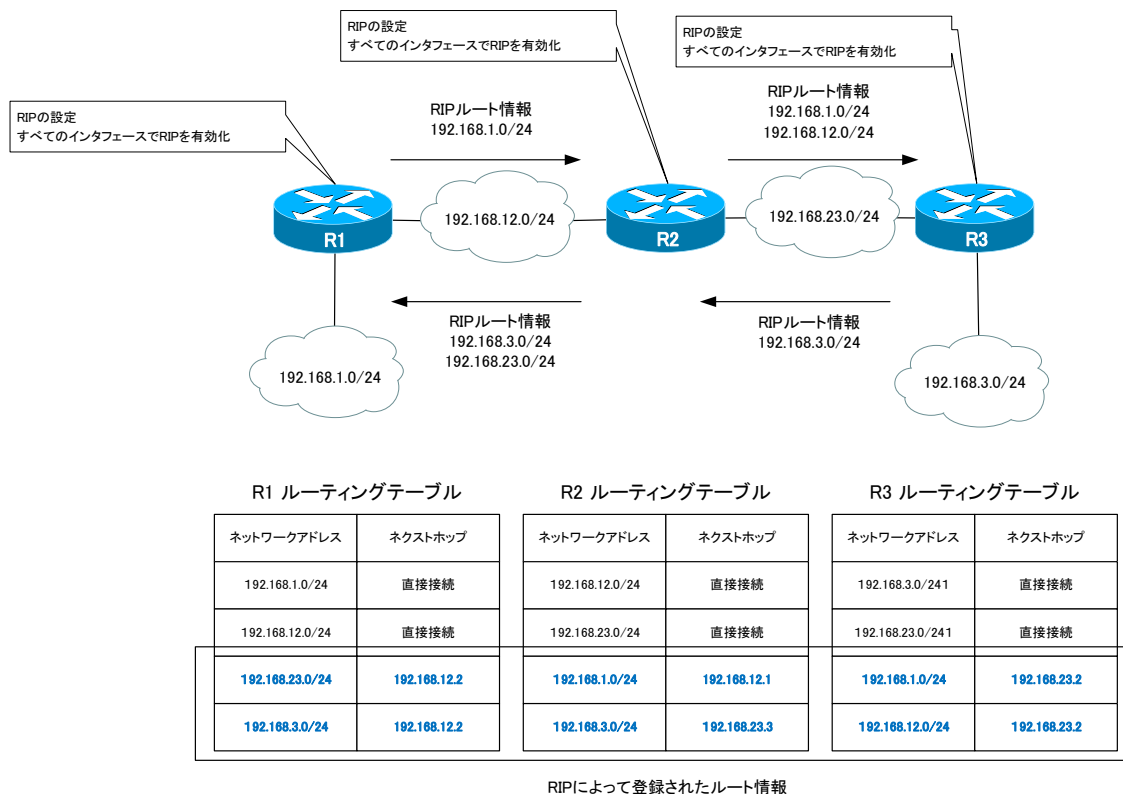 RIPの設定
すべてのインタフェースでRIPを有効化
RIPの設定
すべてのインタフェースでRIPを有効化
RIPの設定
すべてのインタフェースでRIPを有効化
RIPルート情報
192.168.1.0/24
RIPルート情報
192.168.1.0/24
192.168.12.0/24
R1
192.168.12.0/24
R2
192.168.23.0/24
R3
RIPルート情報
192.168.3.0/24
192.168.23.0/24
RIPルート情報
192.168.3.0/24
192.168.1.0/24
192.168.3.0/24
R1 ルーティングテーブル
ネットワークアドレス ネクストホップ
192.168.1.0/24 直接接続
192.168.12.0/24 直接接続
192.168.23.0/24 192.168.12.2
192.168.3.0/24 192.168.12.2
R2 ルーティングテーブル
ネットワークアドレス ネクストホップ
192.168.12.0/24 直接接続
192.168.23.0/24 直接接続
192.168.1.0/24 192.168.12.1
192.168.3.0/24 192.168.23.3
R3 ルーティングテーブル
ネットワークアドレス ネクストホップ
192.168.3.0/241 直接接続
192.168.23.0/241 直接接続
192.168.1.0/24 192.168.23.2
192.168.12.0/24 192.168.23.2
RIPによって登録されたルート情報